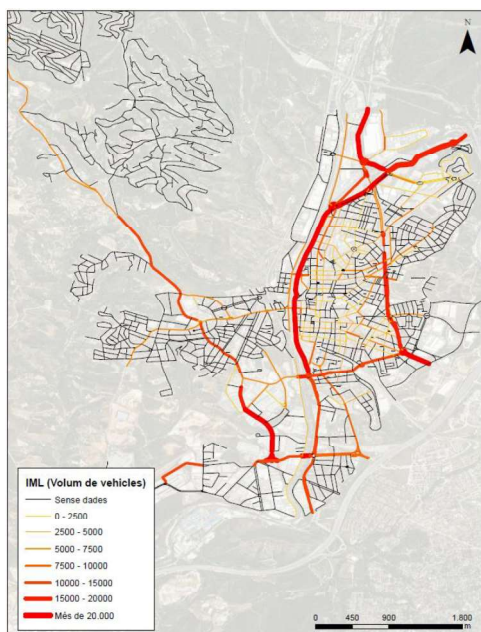 N
IML (Volum de vehicles)
Sense dades
0 - 2500
2500 - 5000
5000 - 7500
7500 - 10000
10000 - 15000
15000 - 20000
Més de 20.000
0 450 900 1.800
m